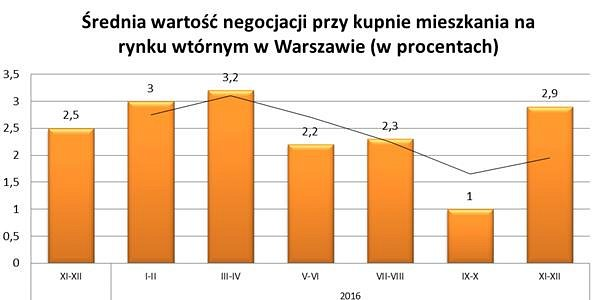 Średnia wartość negocjacji przy kupnie mieszkania na
rynku wtórnym w Warszawie (w procentach)
3,5
3
2,5
2
1,5
1
0,5
0
2,5
3
3,2
2,2
2,3
1
2,9
XI-XII
I-II
III-IV
V-VI
VII-VIII
IX-X
XI-XII
2016